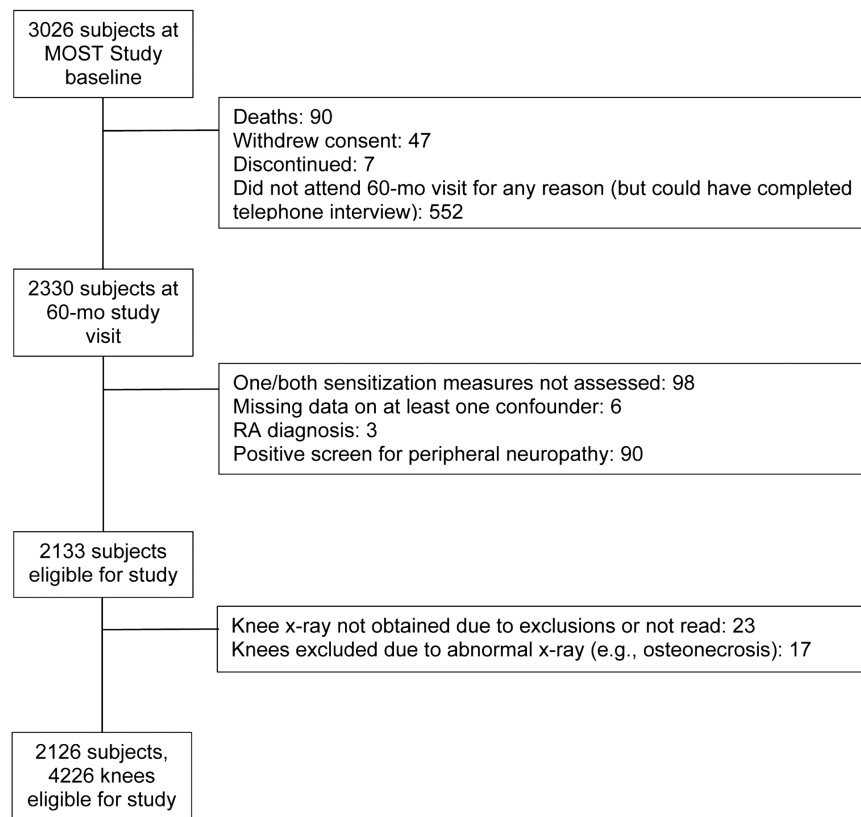 3026 subjects at
MOST Study
baseline
Deaths: 90
Withdrew consent: 47
Discontinued: 7
Did not attend 60-mo visit for any reason (but could have completed
telephone interview): 552
2330 subjects at
60-mo study
visit
One/both sensitization measures not assessed: 98
Missing data on at least one confounder: 6
RA diagnosis: 3
Positive screen for peripheral neuropathy: 90
2133 subjects
eligible for study
Knee x-ray not obtained due to exclusions or not read: 23
Knees excluded due to abnormal x-ray (e.g., osteonecrosis): 17
2126 subjects,
4226 knees
eligible for study